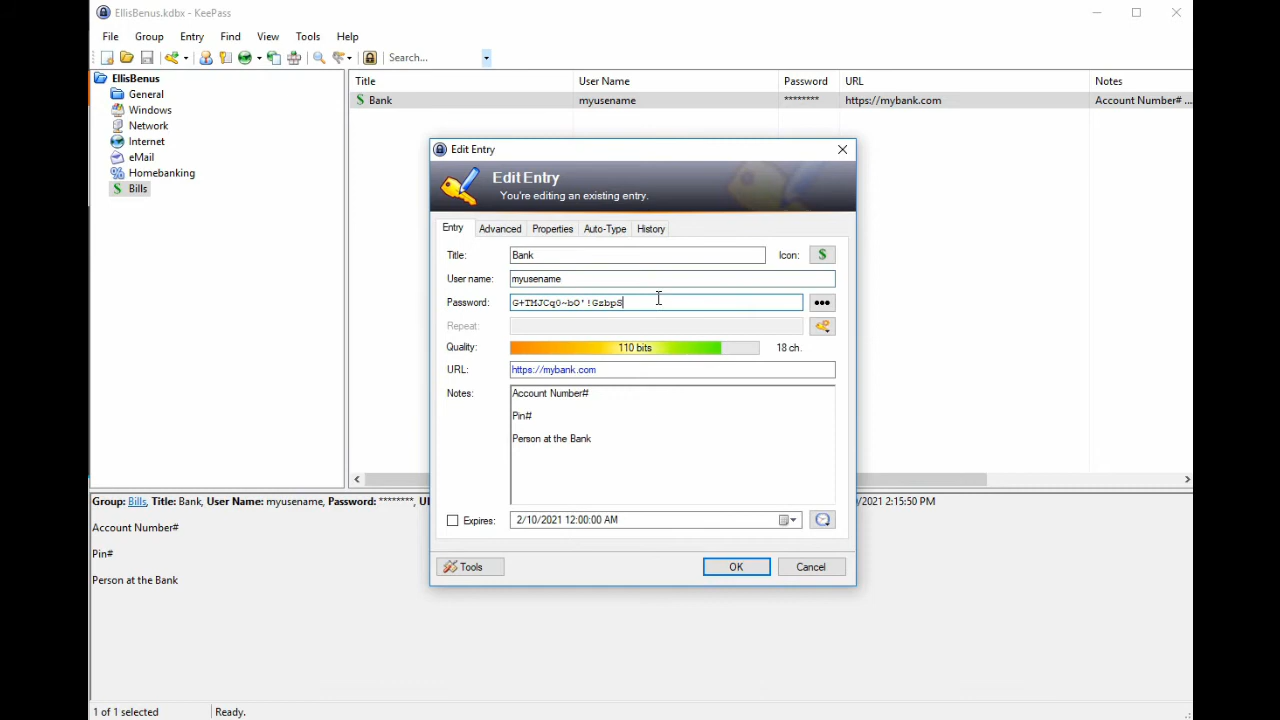 EllisBenus.kdbx - KeePass
File Group Entry Find View Tools Help
Search...
EllisBenus
General
Windows
Network
Internet
eMail
Homebanking
Bills
Title User Name Password URL Notes
Bank myusename ******** https://mybank.com Account Number# ...
Edit Entry
Edit Entry
You're editing an existing entry.
Entry Advanced Properties Auto-Type History
Title: Bank Icon:
User name: myusename
Password: G+TMJCq0~bO'!GzbpS
Repeat:
Quality: 110 bits 18 ch.
URL: https://mybank.com
Notes: Account Number#
Pin#
Person at the Bank
Expires: 2/10/2021 12:00:00 AM
Tools OK Cancel
Group: Bills, Title: Bank, User Name: myusename, Password: ********, /2021 2:15:50 PM
Account Number#
Pin#
Person at the Bank
1 of 1 selected Ready.